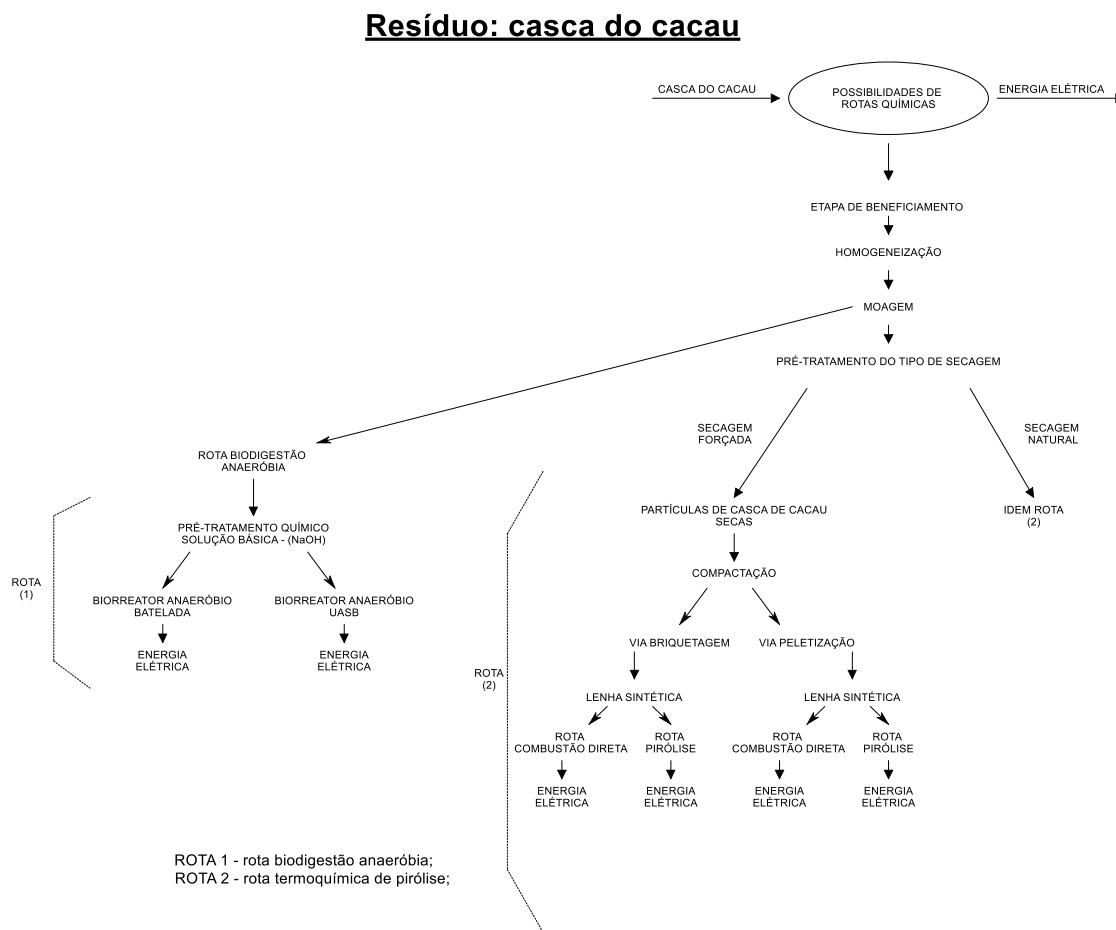 Resíduo: casca do cacau
CASCA DO CACAU
POSSIBILIDADES DE
ROTAS QUÍMICAS
ENERGIA ELÉTRICA
ETAPA DE BENEFICIAMENTO
HOMOGENEIZAÇÃO
MOAGEM
PRÉ-TRATAMENTO DO TIPO DE SECAGEM
SECAGEM
FORÇADA
SECAGEM
NATURAL
ROTA BIODIGESTÃO
ANAERÓBIA
PRÉ-TRATAMENTO QUÍMICO
SOLUÇÃO BÁSICA - (NaOH)
ROTA
(1)
BIORREATOR ANAERÓBIO
BATELADA
BIORREATOR ANAERÓBIO
UASB
ENERGIA
ELÉTRICA
ENERGIA
ELÉTRICA
PARTÍCULAS DE CASCA DE CACAU
SECAS
IDEM ROTA
(2)
COMPACTAÇÃO
VIA BRIQUETAGEM
VIA PELETIZAÇÃO
ROTA
(2)
LENHA SINTÉTICA
LENHA SINTÉTICA
ROTA
COMBUSTÃO DIRETA
ROTA
PIRÓLISE
ROTA
COMBUSTÃO DIRETA
ROTA
PIRÓLISE
ENERGIA
ELÉTRICA
ENERGIA
ELÉTRICA
ENERGIA
ELÉTRICA
ENERGIA
ELÉTRICA
ROTA 1 - rota biodigestão anaeróbia;
ROTA 2 - rota termoquímica de pirólise;